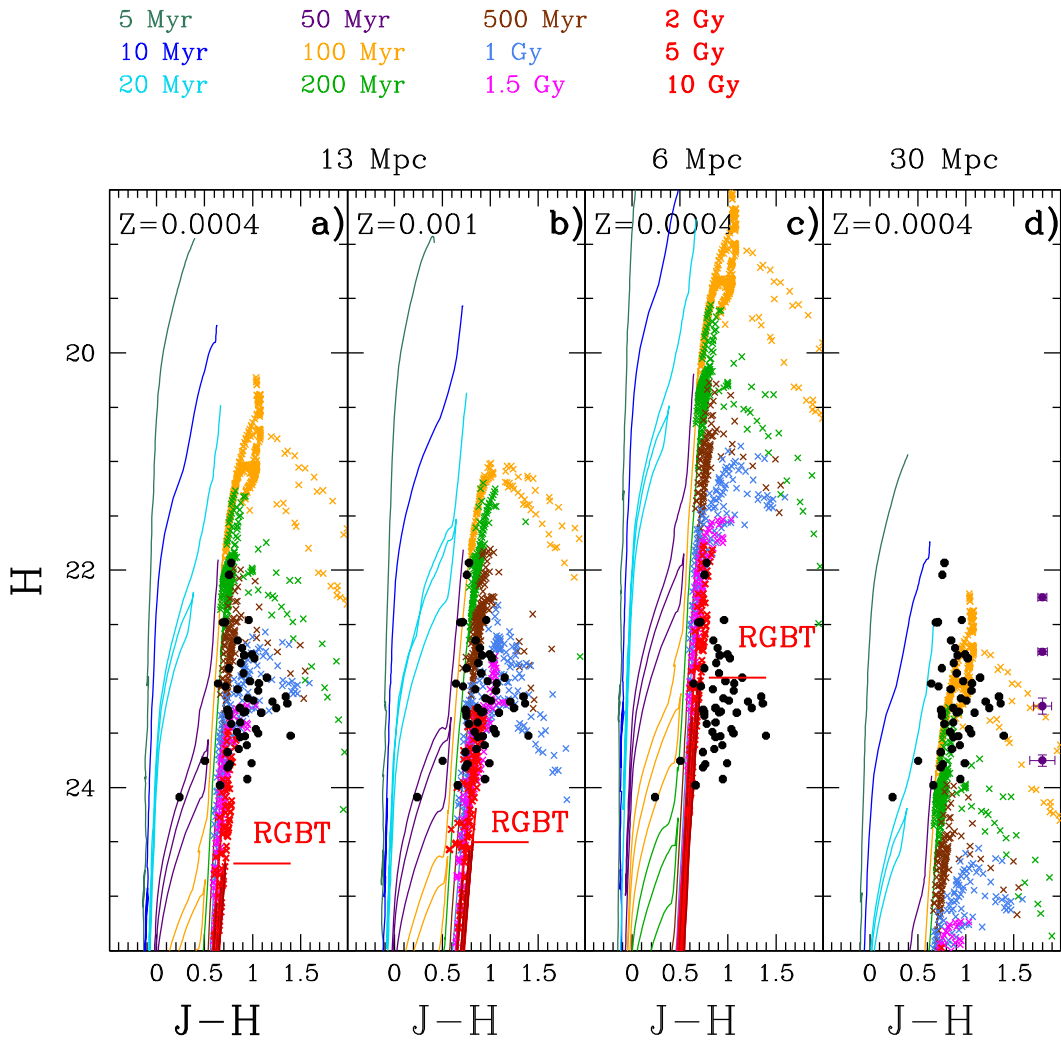 5 Myr 50 Myr 500 Myr 2 Gy
10 Myr 100 Myr 1 Gy 5 Gy
20 Myr 200 Myr 1.5 Gy 10 Gy
13 Mpc 6 Mpc 30 Mpc
Z=0.0004 a) Z=0.001 b) Z=0.0004 c) Z=0.0004 d)
20
22
H
RGBT
24
RGBT RGBT
0 0.5 1 1.5 0 0.5 1 1.5 0 0.5 1 1.5 0 0.5 1 1.5
J-H J-H J-H J-H